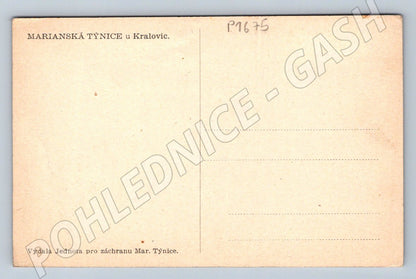 P1675
MARIANSKÁ TÝNICE u Kralovic.
POHLEDNICE - GASH
Vydala Jednota pro záchranu Mar. Týnice.